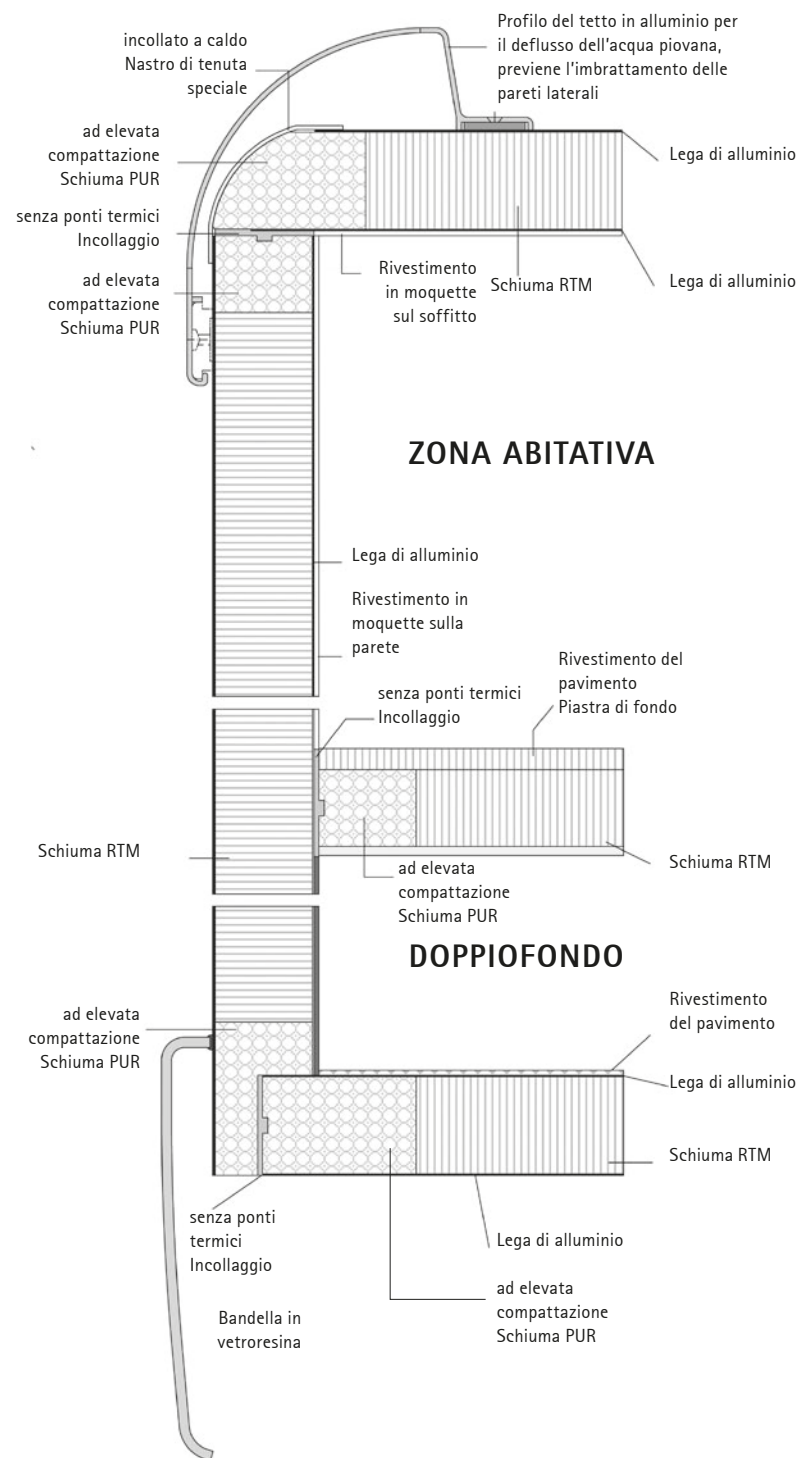 incollato a caldo
Nastro di tenuta
speciale
Profilo del tetto in alluminio per
il deflusso dell'acqua piovana,
previene l'imbrattamento delle
pareti laterali
ad elevata
compattazione
Schiuma PUR
Lega di alluminio
senza ponti termici
Incollaggio
ad elevata
compattazione
Schiuma PUR
Rivestimento
in moquette
sul soffitto
Schiuma RTM
Lega di alluminio
ZONA ABITATIVA
Lega di alluminio
Rivestimento in
moquette sulla
parete
Rivestimento del
pavimento
Piastra di fondo
senza ponti termici
Incollaggio
Schiuma RTM
Schiuma RTM
ad elevata
compattazione
Schiuma PUR
DOPPIOFONDO
ad elevata
compattazione
Schiuma PUR
Rivestimento
del pavimento
Lega di alluminio
Schiuma RTM
senza ponti
termici
Incollaggio
Lega di alluminio
ad elevata
compattazione
Schiuma PUR
Bandella in
vetroresina